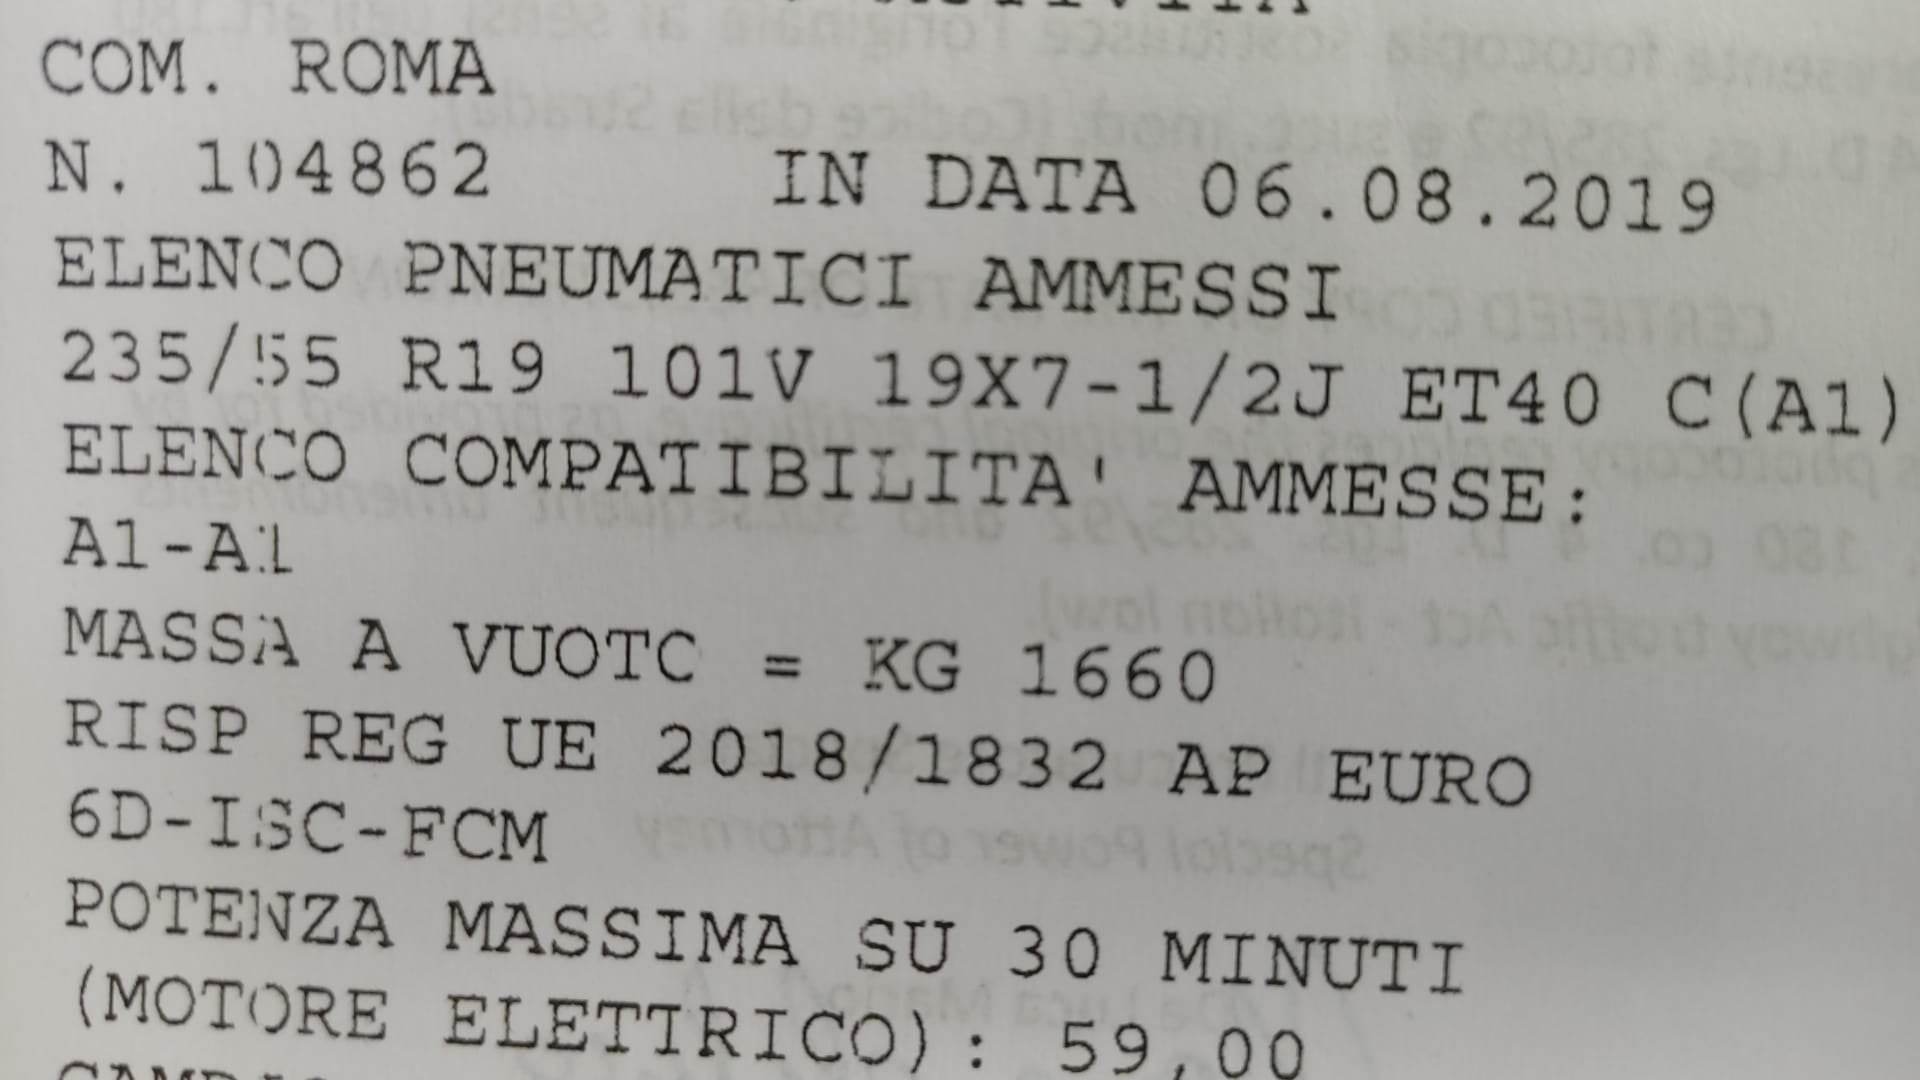 COM. ROMA
N. 104862 IN DATA 06.08.2019
ELENCO PNEUMATICI AMMESSI
235/55 R19 101V 19X7-1/2J ET40 C(A1)
ELENCO COMPATIBILITA' AMMESSE:
A1-A1
MASSA A VUOTO = KG 1660
RISP REG UE 2018/1832 AP EURO
6D-ISC-FCM
POTENZA MASSIMA SU 30 MINUTI
(MOTORE ELETTRICO): 59,00